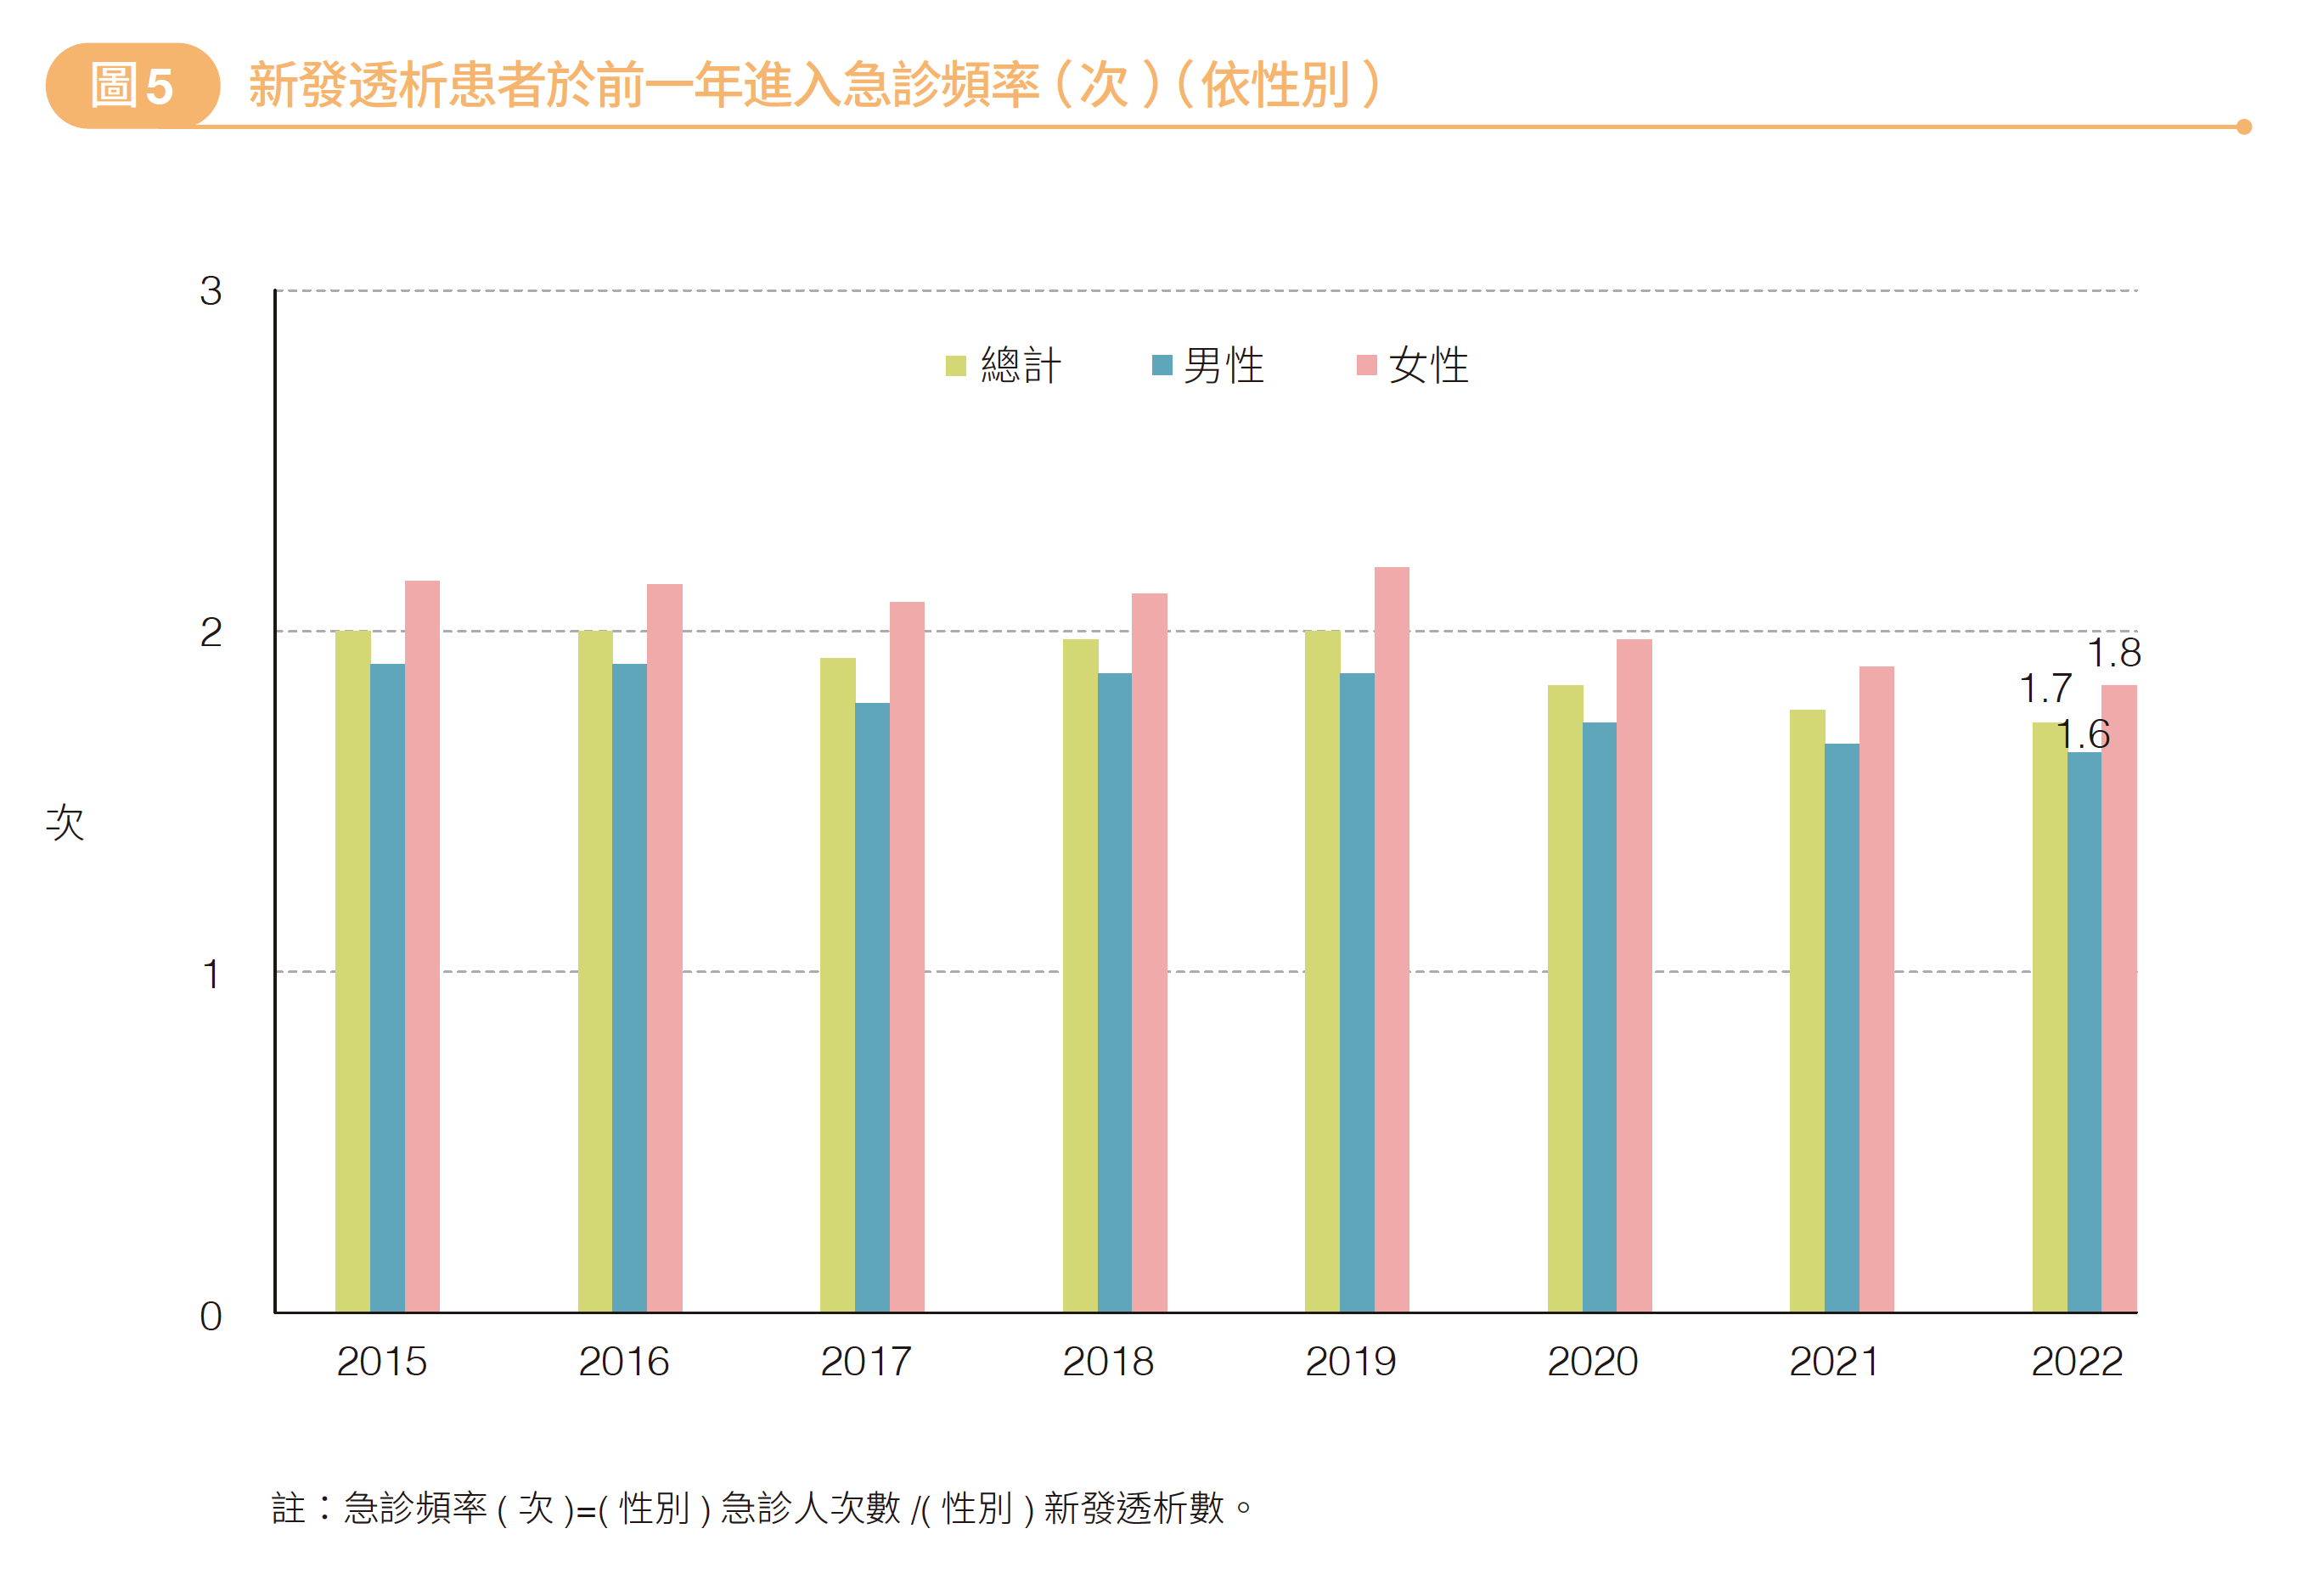 圖5 新發透析患者於前一年進入急診頻率(次)(依性別)
3
總計 男性 女性
2
1.8
1.7
1.6
次
1
0
2015 2016 2017 2018 2019 2020 2021 2022
註：急診頻率 ( 次 )=( 性別 ) 急診人次數 /( 性別 ) 新發透析數。